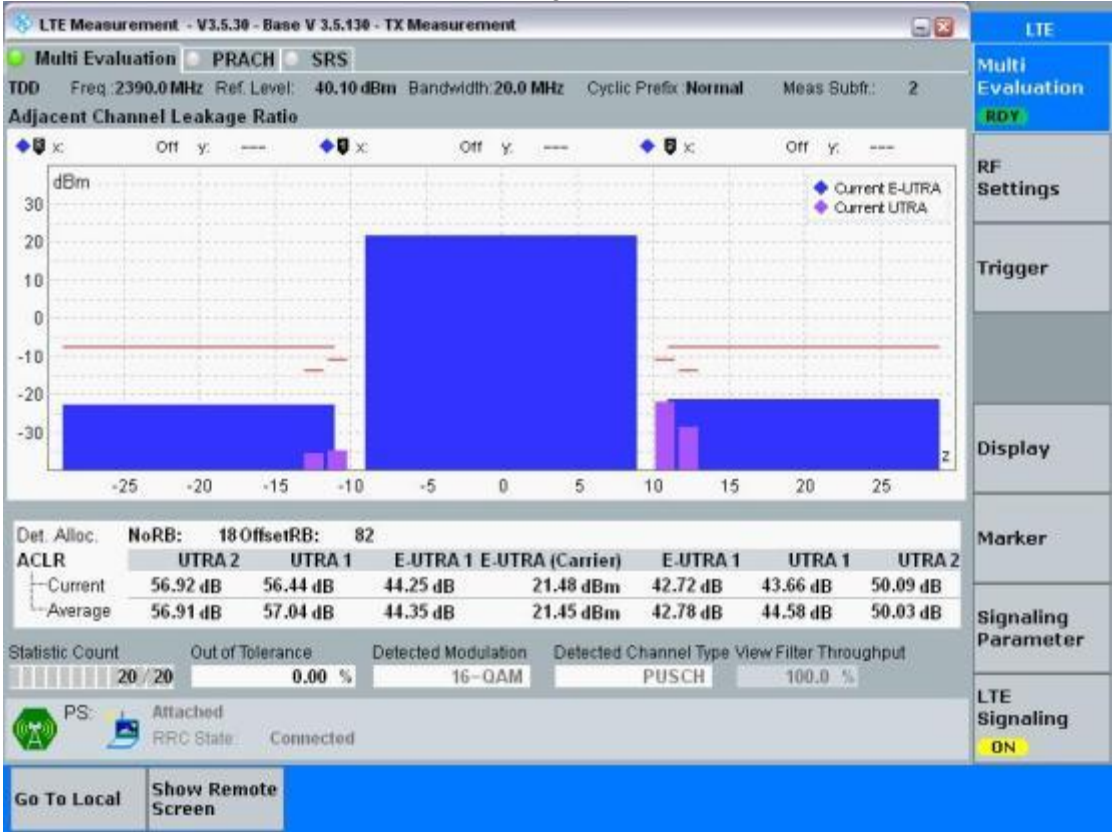 LTE Measurement - V3.5.30 - Base V 3.5.130 - TX Measurement
LTE
Multi Evaluation PRACH SRS
TDD Freq.:2390.0 MHz Ref. Level: 40.10 dBm Bandwidth:20.0 MHz Cyclic Prefix:Normal Meas Subfr.: 2
Adjacent Channel Leakage Ratio
x: Off y: --- x: Off y: --- x: Off y: ---
dBm
Current E-UTRA
Current UTRA
30
20
10
0
-10
-20
-30
z
-25 -20 -15 -10 -5 0 5 10 15 20 25
Det. Alloc. NoRB: 18 OffsetRB: 82
ACLR UTRA 2 UTRA 1 E-UTRA 1 E-UTRA (Carrier) E-UTRA 1 UTRA 1 UTRA 2
Current 56.92 dB 56.44 dB 44.25 dB 21.48 dBm 42.72 dB 43.66 dB 50.09 dB
Average 56.91 dB 57.04 dB 44.35 dB 21.45 dBm 42.78 dB 44.58 dB 50.03 dB
Statistic Count Out of Tolerance Detected Modulation Detected Channel Type View Filter Throughput
20 / 20 0.00 % 16-QAM PUSCH 100.0 %
PS: Attached
RRC State: Connected
Multi
Evaluation
RDY
RF
Settings
Trigger
Display
Marker
Signaling
Parameter
LTE
Signaling
ON
Go To Local
Show Remote
Screen